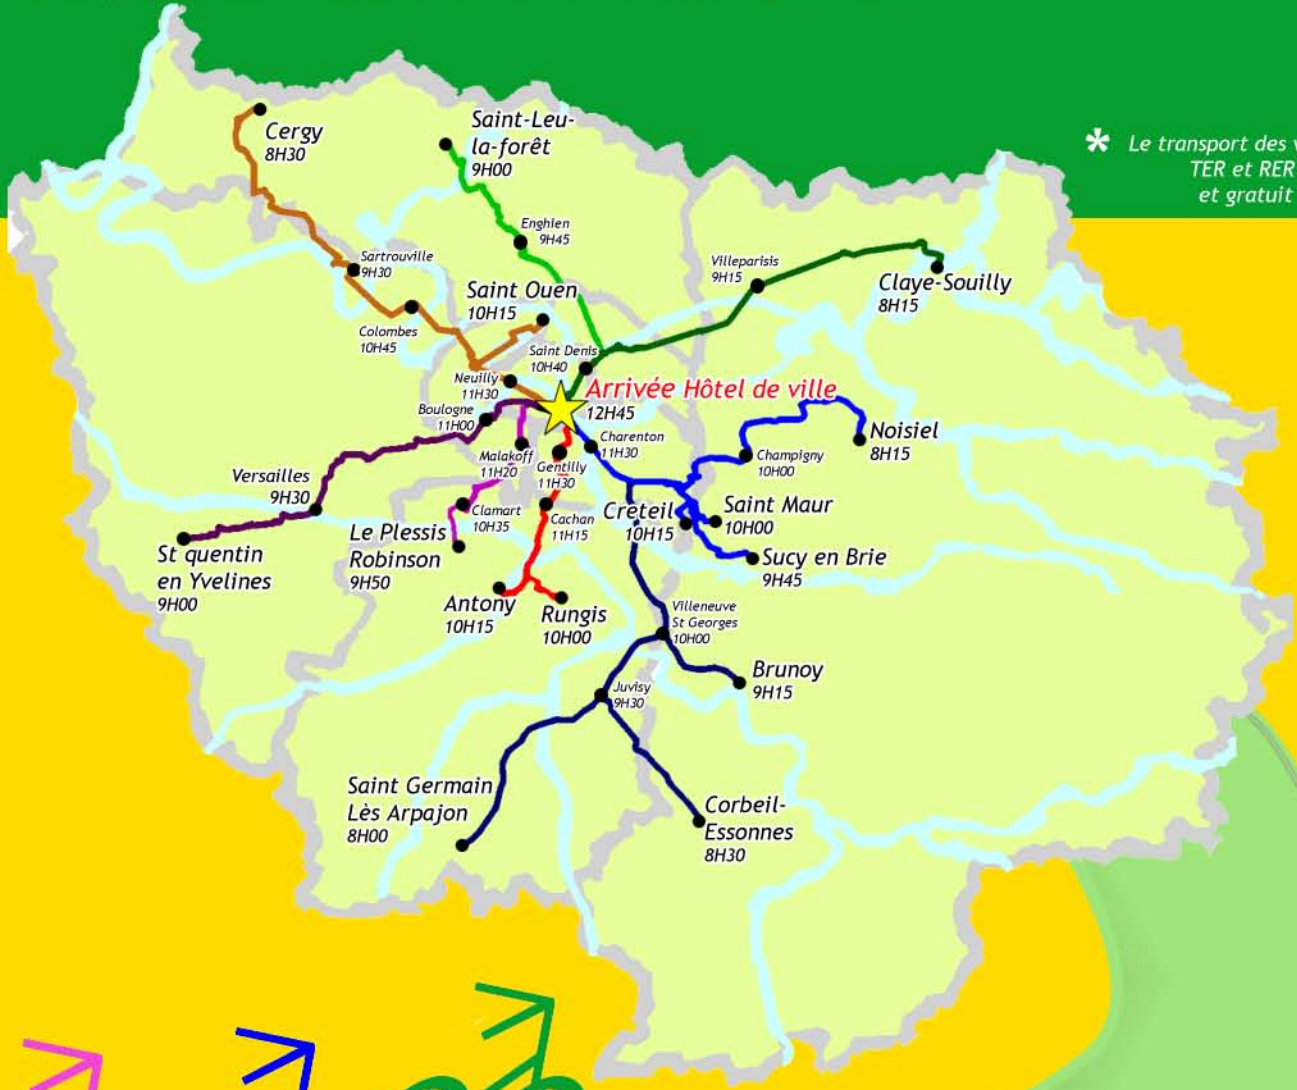 Cergy
8H30
Saint-Leu-
la-forêt
9H00
* Le transport des v
TER et RER
et gratuit
Enghien
9H45
Sartrouville
9H30
Villeparisis
9H15
Claye-Souilly
8H15
Saint Ouen
10H15
Colombes
10H45
Saint Denis
10H40
Neuilly
11H30
Arrivée Hôtel de ville
12H45
Boulogne
11H00
Noisiel
8H15
Charenton
11H30
Malakoff
11H20
Gentilly
11H30
Champigny
10H00
Versailles
9H30
Clamart
10H35
Cachan
11H15
Creteil
10H15
Saint Maur
10H00
St quentin
en Yvelines
9H00
Le Plessis
Robinson
9H50
Sucy en Brie
9H45
Antony
10H15
Rungis
10H00
Villeneuve
St Georges
10H00
Brunoy
9H15
Juvisy
9H30
Saint Germain
Lès Arpajon
8H00
Corbeil-
Essonnes
8H30